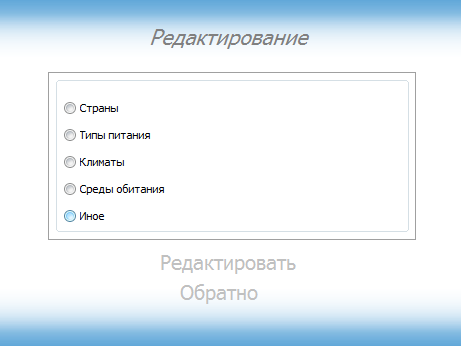 Редактирование
Страны
Типы питания
Климаты
Среды обитания
Иное
Редактировать
Обратно